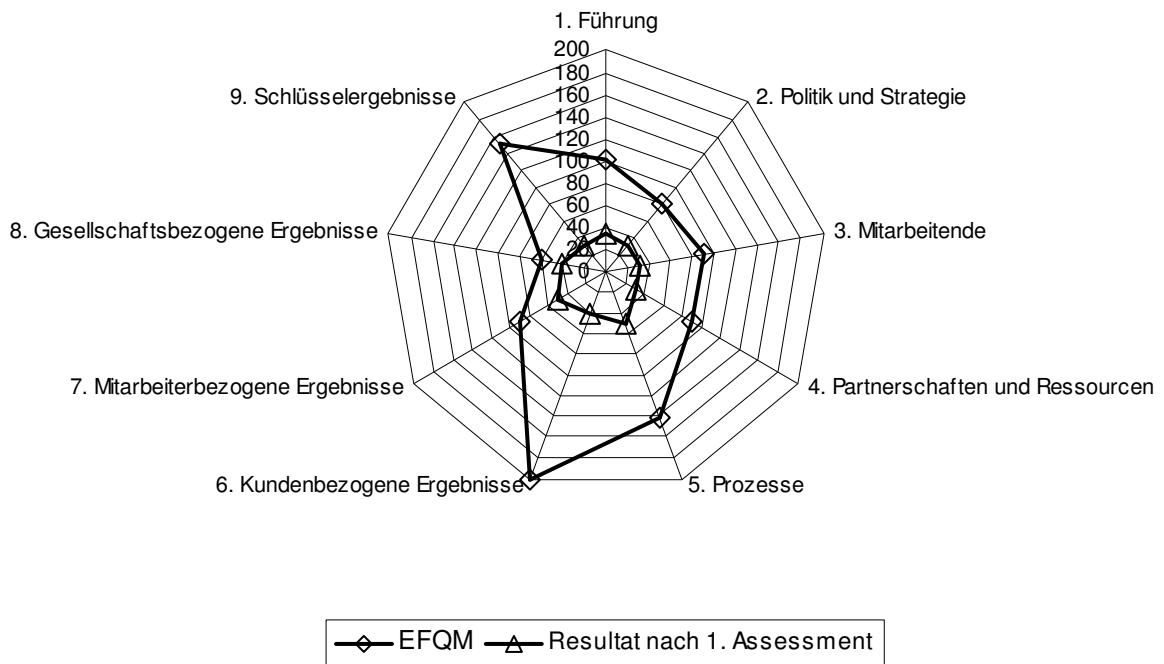 1. Führung
200
180
160
140
120
100
80
60
40
20
0
2. Politik und Strategie
3. Mitarbeitende
4. Partnerschaften und Ressourcen
5. Prozesse
6. Kundenbezogene Ergebnisse
7. Mitarbeiterbezogene Ergebnisse
8. Gesellschaftsbezogene Ergebnisse
9. Schlüsselergebnisse
EFQM Resultat nach 1. Assessment